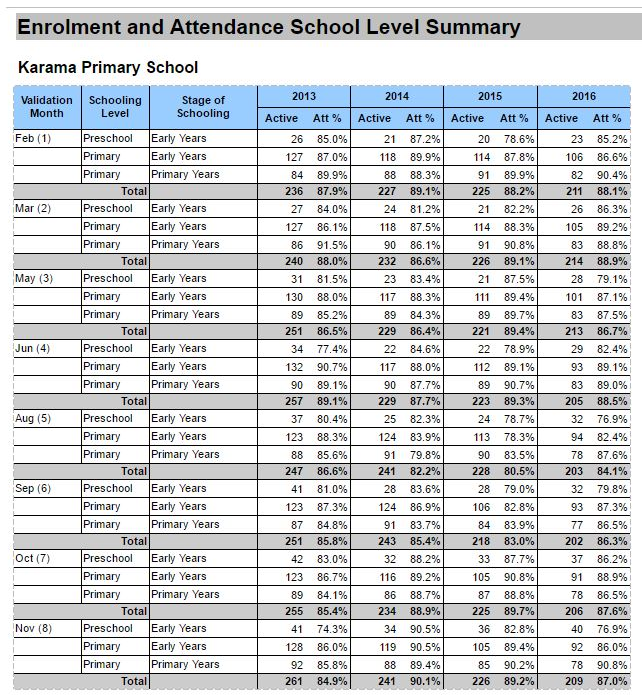 Enrolment and Attendance School Level Summary
Karama Primary School
Validation Month Schooling Level Stage of Schooling 2013 2014 2015 2016
Active Att % Active Att % Active Att % Active Att %
Feb (1) Preschool Early Years 26 85.0% 21 87.2% 20 78.6% 23 85.2%
Primary Early Years 127 87.0% 118 89.9% 114 87.8% 106 86.6%
Primary Primary Years 84 89.9% 88 88.3% 91 89.9% 82 90.4%
Total 236 87.9% 227 89.1% 225 88.2% 211 88.1%
Mar (2) Preschool Early Years 27 84.0% 24 81.2% 21 82.2% 26 86.3%
Primary Early Years 127 86.1% 118 87.5% 114 88.3% 105 89.2%
Primary Primary Years 86 91.5% 90 86.1% 91 90.8% 83 88.8%
Total 240 88.0% 232 86.6% 226 89.1% 214 88.9%
May (3) Preschool Early Years 31 81.5% 23 83.4% 21 87.5% 28 79.1%
Primary Early Years 130 88.0% 117 88.3% 111 89.4% 101 87.1%
Primary Primary Years 89 85.2% 89 84.3% 89 89.7% 83 87.5%
Total 251 86.5% 229 86.4% 221 89.4% 213 86.7%
Jun (4) Preschool Early Years 34 77.4% 22 84.6% 22 78.9% 29 82.4%
Primary Early Years 132 90.7% 117 88.0% 112 89.1% 93 89.1%
Primary Primary Years 90 89.1% 90 87.7% 89 90.7% 83 89.0%
Total 257 89.1% 229 87.7% 223 89.3% 205 88.5%
Aug (5) Preschool Early Years 37 80.4% 25 82.3% 24 78.7% 32 76.9%
Primary Early Years 123 88.3% 124 83.9% 113 78.3% 94 82.4%
Primary Primary Years 88 85.6% 91 79.8% 90 83.5% 78 87.6%
Total 247 86.6% 241 82.2% 228 80.5% 203 84.1%
Sep (6) Preschool Early Years 41 81.0% 28 83.6% 28 79.0% 32 79.8%
Primary Early Years 123 87.3% 124 86.9% 106 82.8% 93 87.3%
Primary Primary Years 87 84.8% 91 83.7% 84 83.9% 77 86.5%
Total 251 85.8% 243 85.4% 218 83.0% 202 86.3%
Oct (7) Preschool Early Years 42 83.0% 32 88.2% 33 87.7% 37 86.2%
Primary Early Years 123 86.7% 116 89.2% 105 90.8% 91 88.9%
Primary Primary Years 89 84.1% 86 88.7% 87 88.8% 78 86.5%
Total 255 85.4% 234 88.9% 225 89.7% 206 87.6%
Nov (8) Preschool Early Years 41 74.3% 34 90.5% 36 82.8% 40 76.9%
Primary Early Years 128 86.0% 119 90.5% 105 89.4% 92 86.0%
Primary Primary Years 92 85.8% 88 89.4% 85 90.2% 78 90.8%
Total 261 84.9% 241 90.1% 226 89.2% 209 87.0%